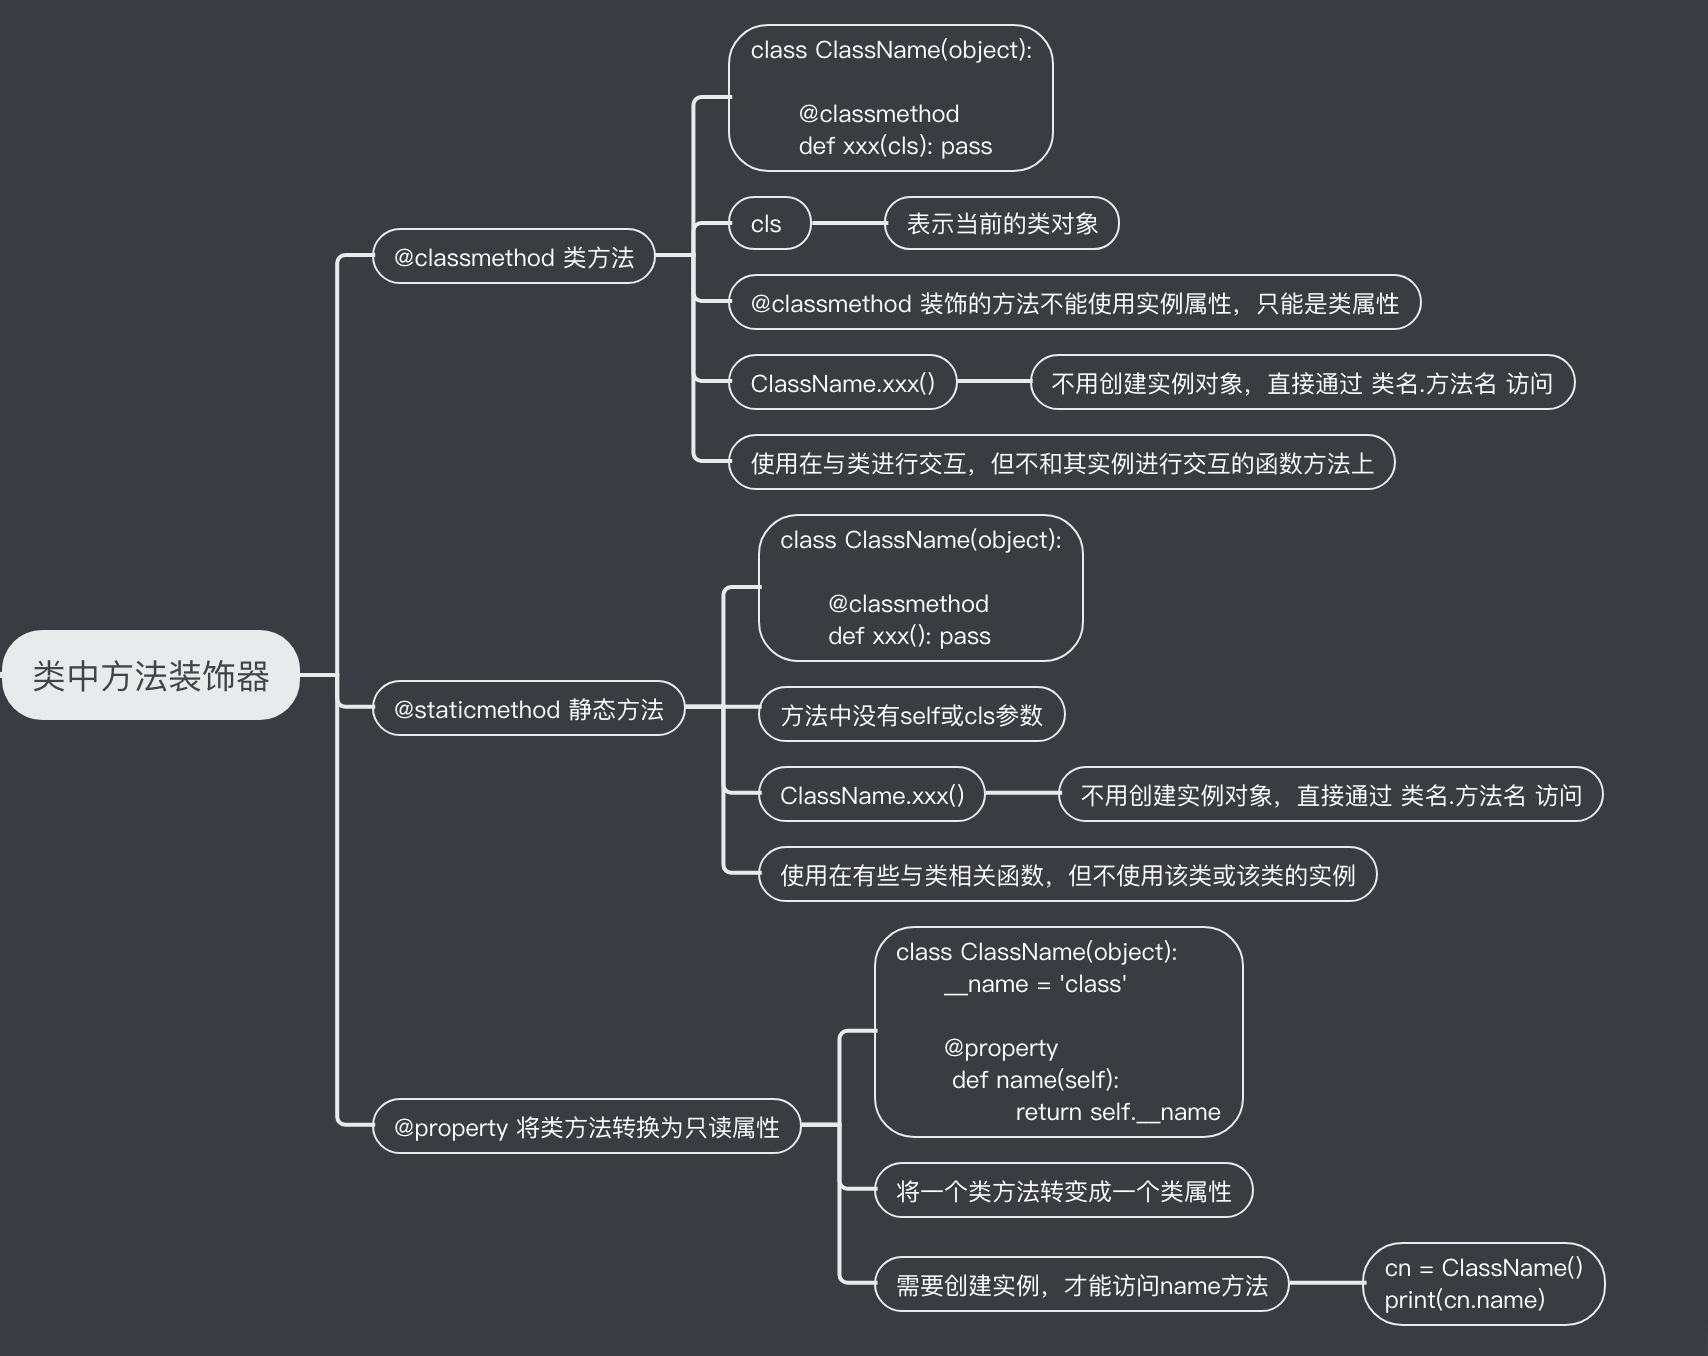 类中方法装饰器
@classmethod 类方法
class ClassName(object):
@classmethod
def xxx(cls): pass
cls
表示当前的类对象
@classmethod 装饰的方法不能使用实例属性，只能是类属性
ClassName.xxx()
不用创建实例对象，直接通过 类名.方法名 访问
使用在与类进行交互，但不和其实例进行交互的函数方法上
@staticmethod 静态方法
class ClassName(object):
@classmethod
def xxx(): pass
方法中没有self或cls参数
ClassName.xxx()
不用创建实例对象，直接通过 类名.方法名 访问
使用在有些与类相关函数，但不使用该类或该类的实例
@property 将类方法转换为只读属性
class ClassName(object):
__name = 'class'
@property
def name(self):
return self.__name
将一个类方法转变成一个类属性
需要创建实例，才能访问name方法
cn = ClassName()
print(cn.name)